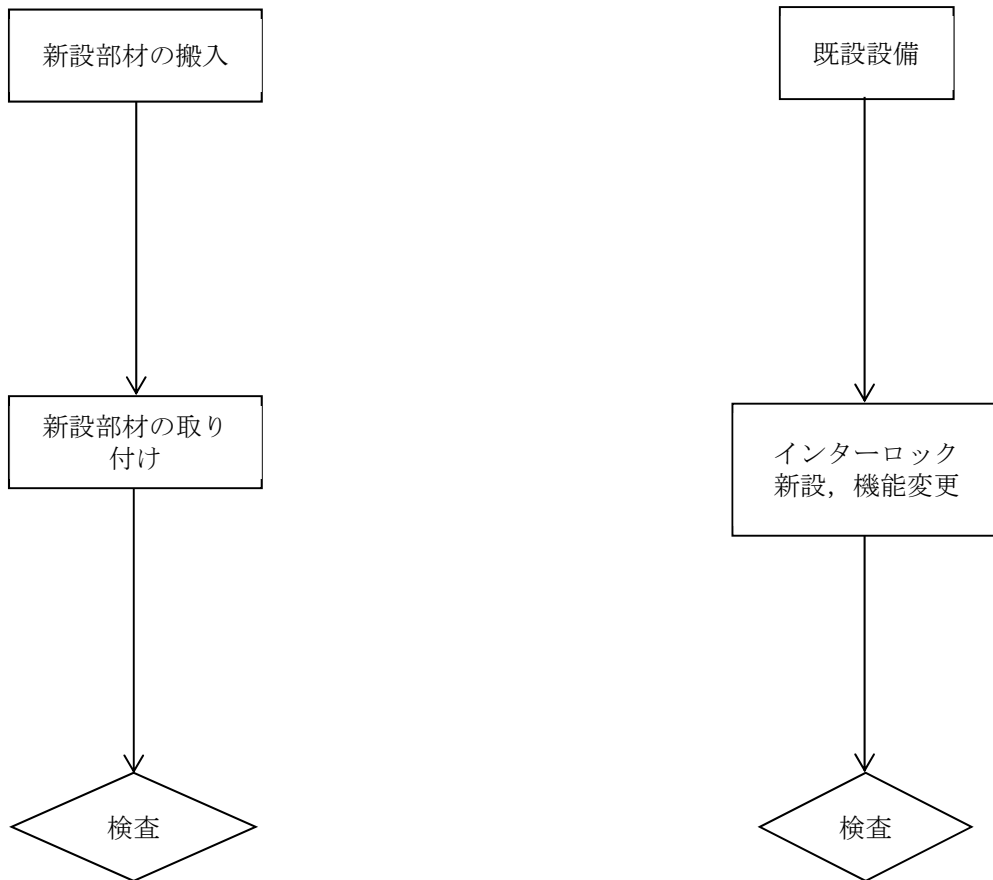 新設部材の搬入
既設設備
新設部材の取り
付け
インターロック
新設，機能変更
検査
検査